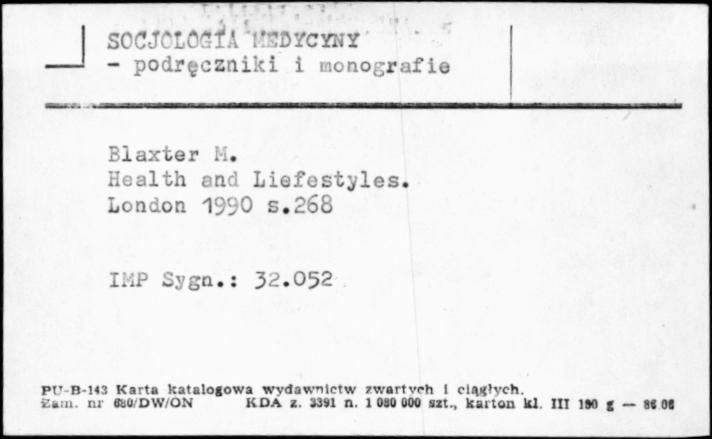 SOCJOLOGIA MEDYCYNY
- podręczniki i monografie
Blaxter M.
Health and Liefestyles.
London 1990 s.268
IMP Sygn.: 32.052
PU-B-143 Karta katalogowa wydawnictw zwartych i ciągłych.
Zam. nr 680/DW/ON KDA z. 3391 n. 1 080 000 szt., karton kl. III 180 g — 86.06